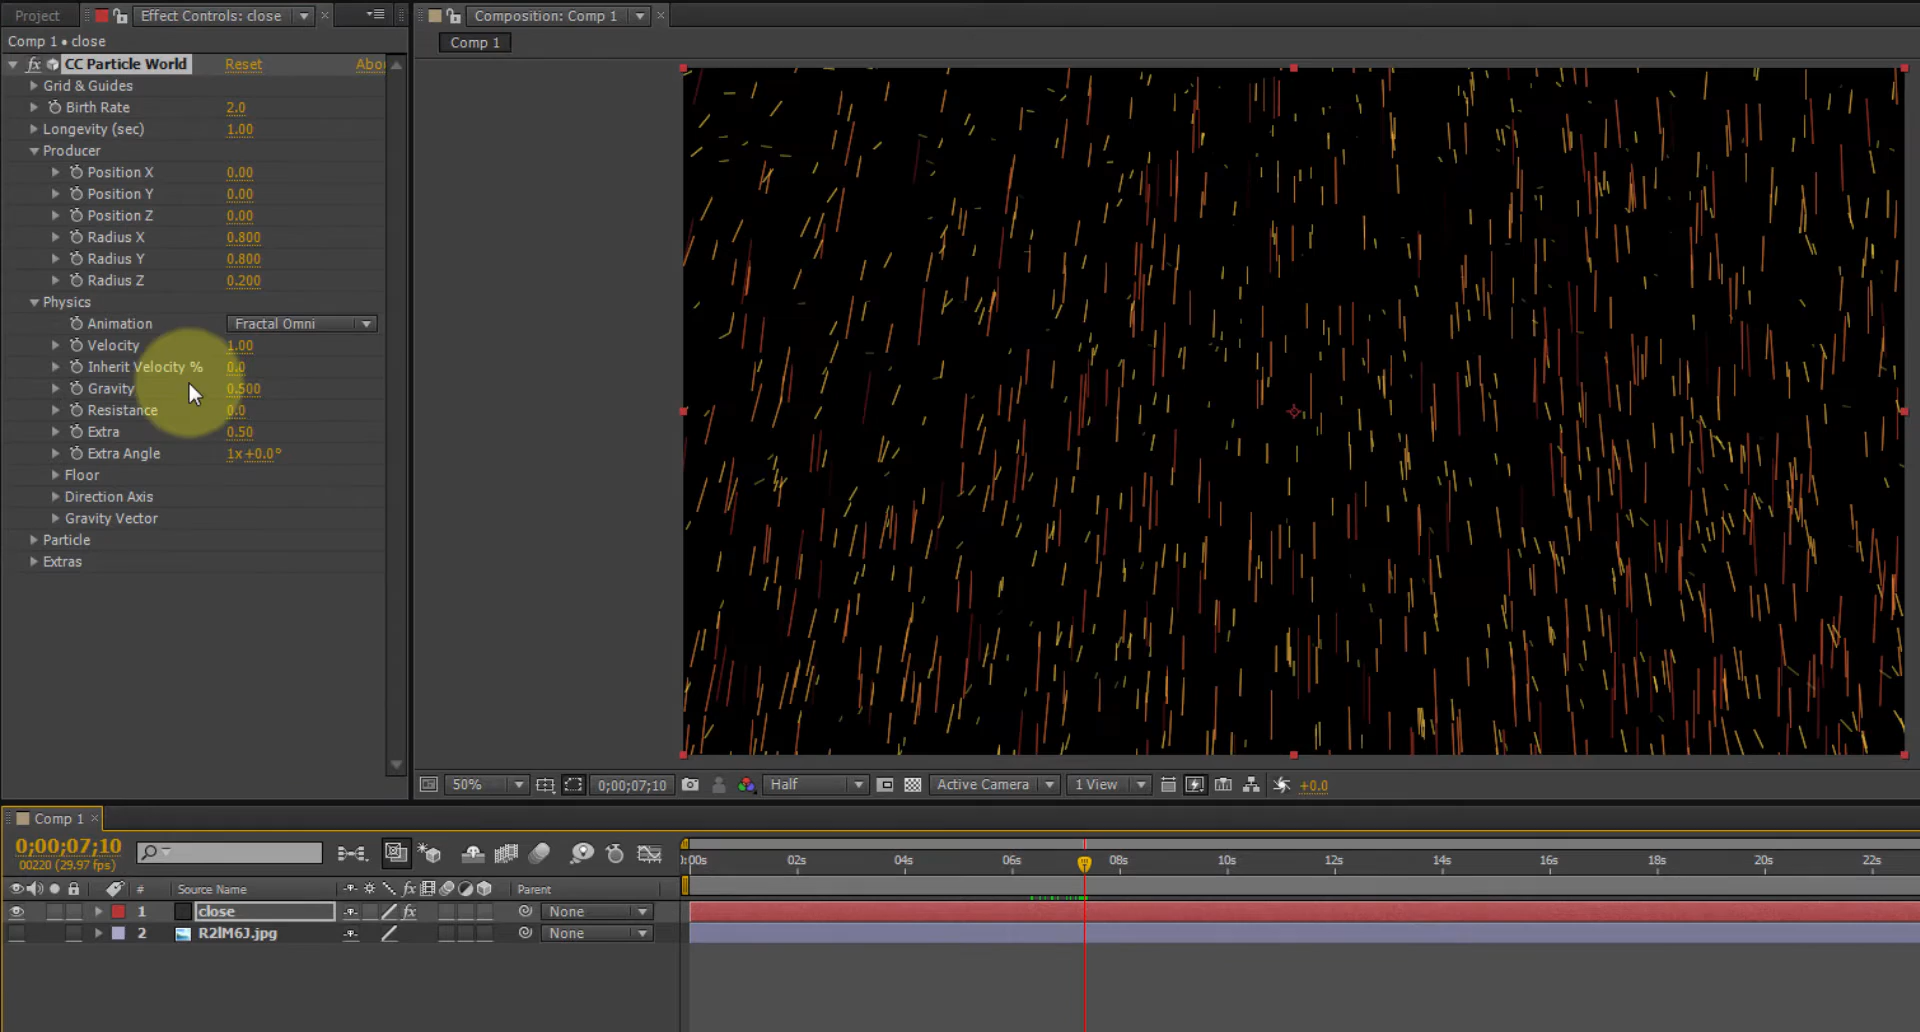 Project
Effect Controls: close
Composition: Comp 1
Comp 1 • close
Comp 1
fx CC Particle World Reset Abou
Grid & Guides
Birth Rate 2.0
Longevity (sec) 1.00
Producer
Position X 0.00
Position Y 0.00
Position Z 0.00
Radius X 0.800
Radius Y 0.800
Radius Z 0.200
Physics
Animation Fractal Omni
Velocity 1.00
Inherit Velocity % 0.0
Gravity 0.500
Resistance 0.0
Extra 0.50
Extra Angle 1x+0.0°
Floor
Direction Axis
Gravity Vector
Particle
Extras
50% 0;00;07;10 Half Active Camera 1 View +0.0
Comp 1
0;00;07;10
00220 (29.97 fps)
):00s 02s 04s 06s 08s 10s 12s 14s 16s 18s 20s 22s
# Source Name fx Parent
1 close fx None
2 R2lM6J.jpg None